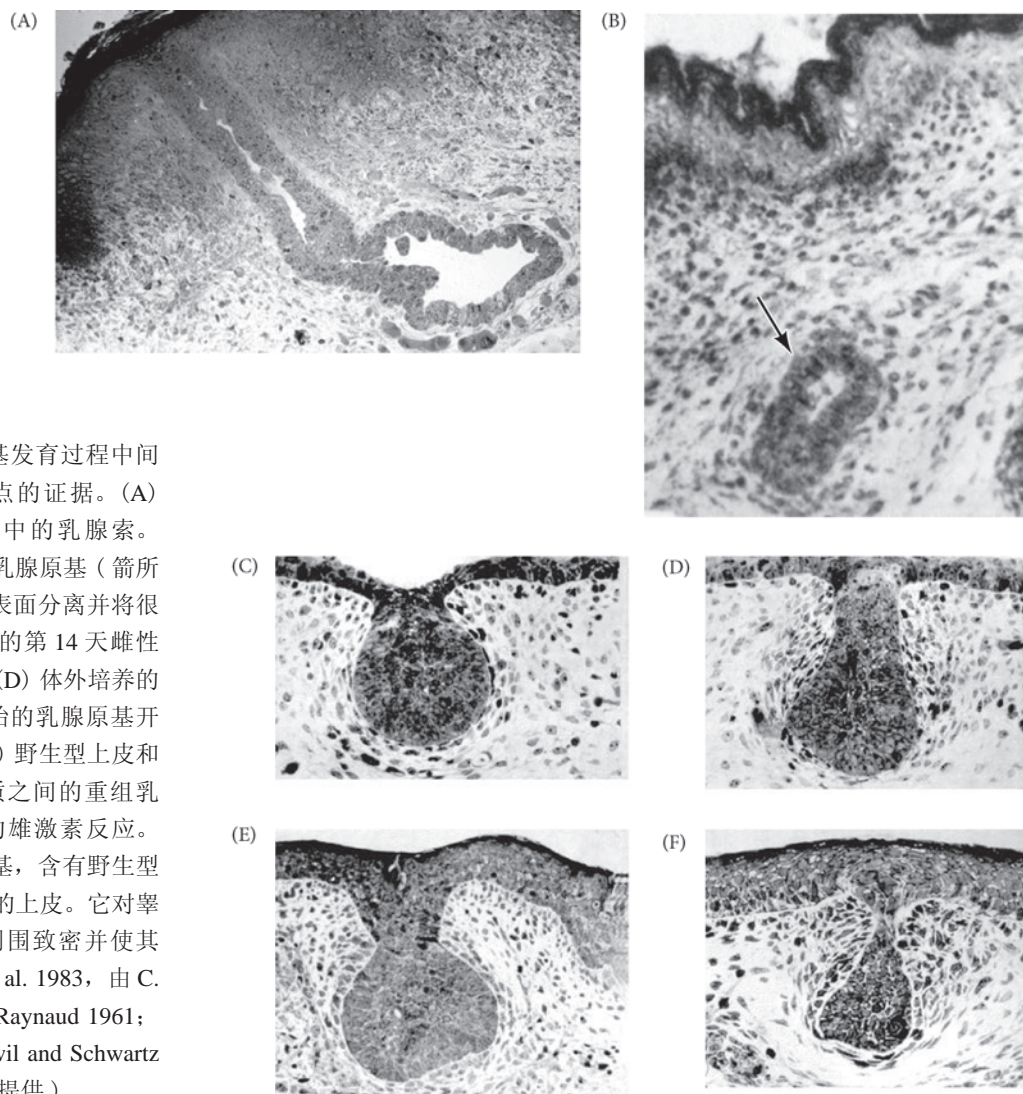 (A)
(B)
基发育过程中间
点的证据。(A)
中的乳腺索。
乳腺原基（箭所
表面分离并将很
的第 14 天雌性
(D) 体外培养的
胎的乳腺原基开
) 野生型上皮和
质之间的重组乳
的雄激素反应。
基，含有野生型
的上皮。它对睾
周围致密并使其
al. 1983，由 C.
Raynaud 1961；
wil and Schwartz
提供）
(C)
(D)
(E)
(F)